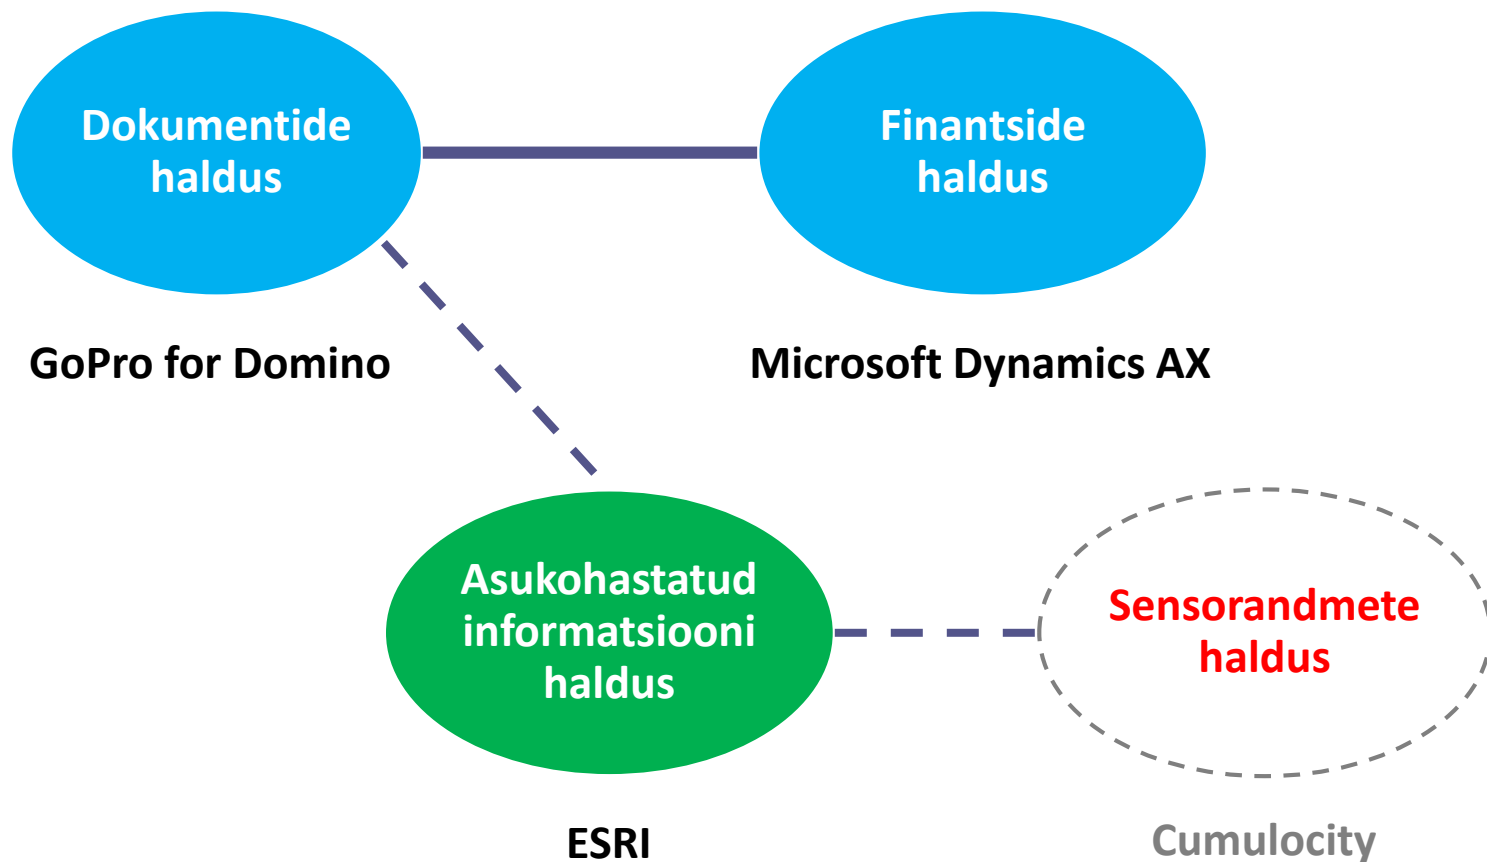 Dokumentide
haldus
Finantside
haldus
GoPro for Domino
Microsoft Dynamics AX
Asukohastatud
informatsiooni
haldus
Sensorandmete
haldus
ESRI
Cumulocity